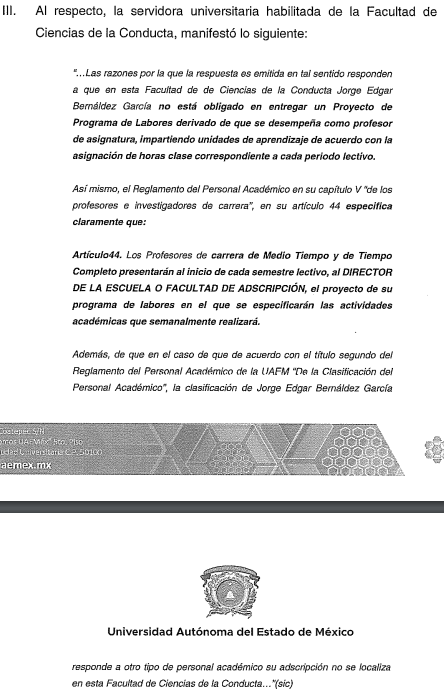 III. Al respecto, la servidora universitaria habilitada de la Facultad de
Ciencias de la Conducta, manifestó lo siguiente:
"...Las razones por la que la respuesta es emitida en tal sentido responden
a que en esta Facultad de de Ciencias de la Conducta Jorge Edgar
Bernáldez García no está obligado en entregar un Proyecto de
Programa de Labores derivado de que se desempeña como profesor
de asignatura, impartiendo unidades de aprendizaje de acuerdo con la
asignación de horas clase correspondiente a cada periodo lectivo.
Así mismo, el Reglamento del Personal Académico en su capítulo V "de los
profesores e investigadores de carrera", en su artículo 44 especifica
claramente que:
Artículo44. Los Profesores de carrera de Medio Tiempo y de Tiempo
Completo presentarán al inicio de cada semestre lectivo, al DIRECTOR
DE LA ESCUELA O FACULTAD DE ADSCRIPCIÓN, el proyecto de su
programa de labores en el que se especificarán las actividades
académicas que semanalmente realizará.
Además, de que en el caso de que de acuerdo con el título segundo del
Reglamento del Personal Académico de la UAFM "De la Clasificación del
Personal Académico", la clasificación de Jorge Edgar Bernáldez García
UAEMéx" 5to. Piso
Universitaria C.P. 50100
aemex.mx
Universidad Autónoma del Estado de México
responde a otro tipo de personal académico su adscripción no se localiza
en esta Facultad de Ciencias de la Conducta..."(sic)